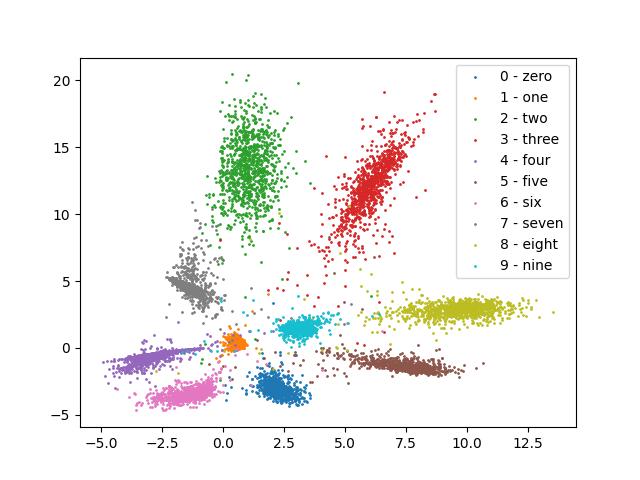 20
15
10
5
0
−5
−5.0
−2.5
0.0
2.5
5.0
7.5
10.0
12.5
0 - zero
1 - one
2 - two
3 - three
4 - four
5 - five
6 - six
7 - seven
8 - eight
9 - nine